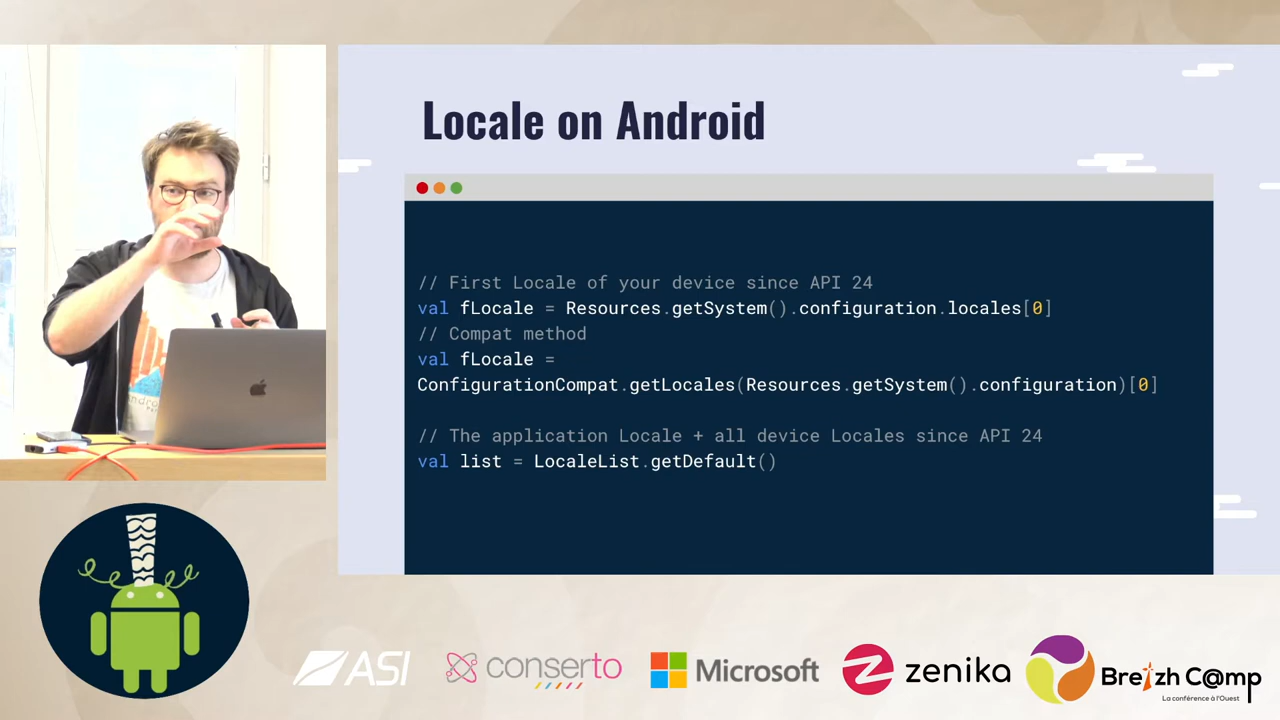 Locale on Android
// First Locale of your device since API 24
val fLocale = Resources.getSystem().configuration.locales[0]
// Compat method
val fLocale =
ConfigurationCompat.getLocales(Resources.getSystem().configuration)[0]
// The application Locale + all device Locales since API 24
val list = LocaleList.getDefault()
ASI
conserto
Microsoft
zenika
Breizh C@mp
La conférence à l'Ouest